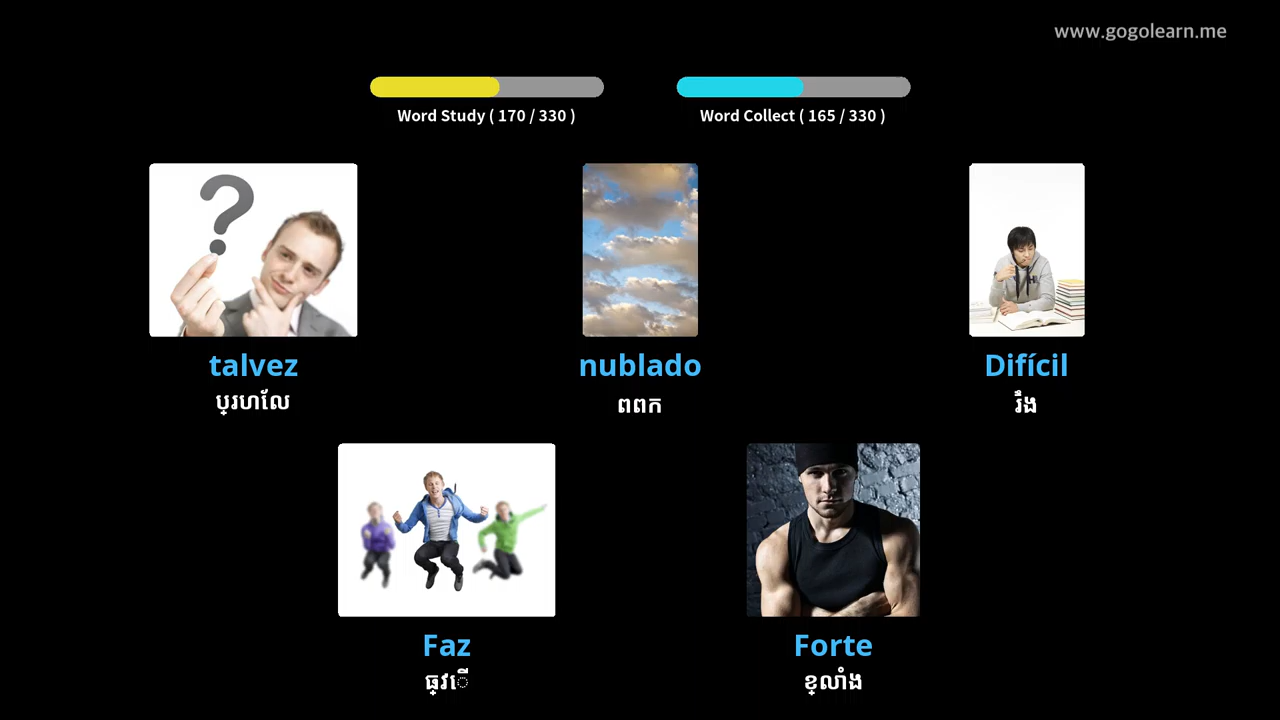 www.gogolearn.me
Word Study ( 170 / 330 )
Word Collect ( 165 / 330 )
talvez
ប្រហលែ
nublado
ពពក
Difícil
រឹង
Faz
ធ្វើ
Forte
ខ្លាំង